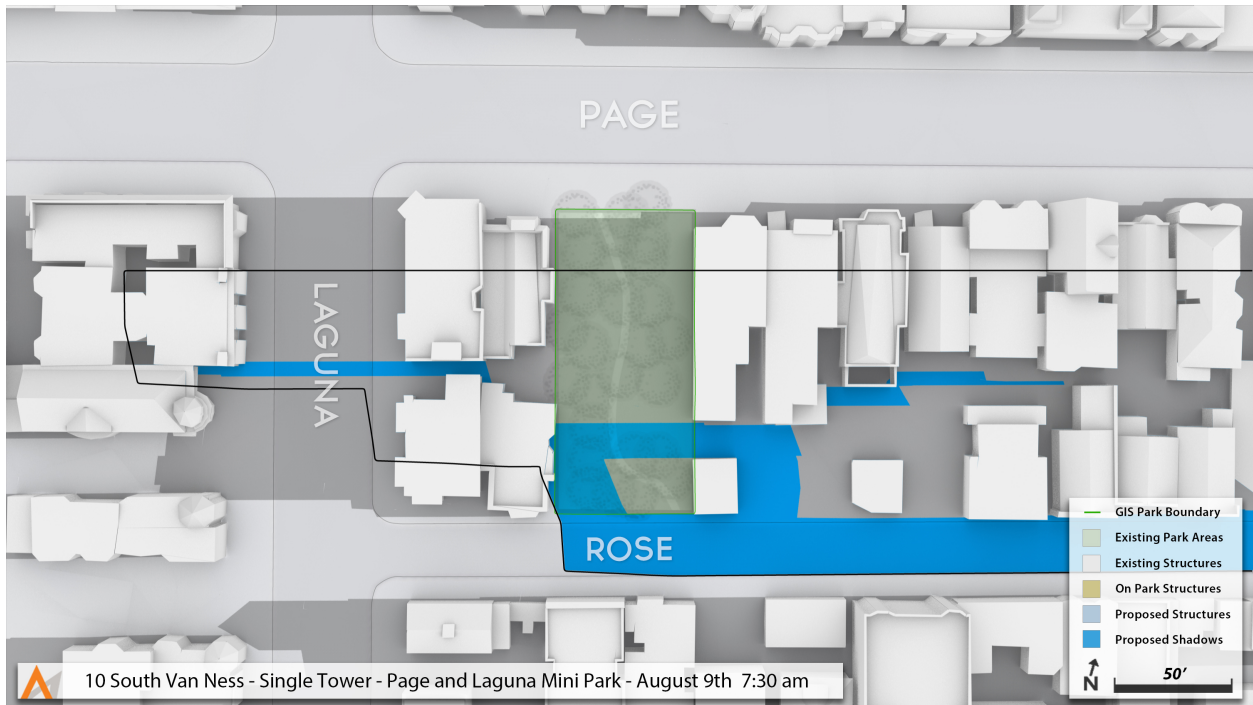 PAGE
LAGUNA
ROSE
GIS Park Boundary
Existing Park Areas
Existing Structures
On Park Structures
Proposed Structures
Proposed Shadows
N
50’
10 South Van Ness - Single Tower - Page and Laguna Mini Park - August 9th 7:30 am